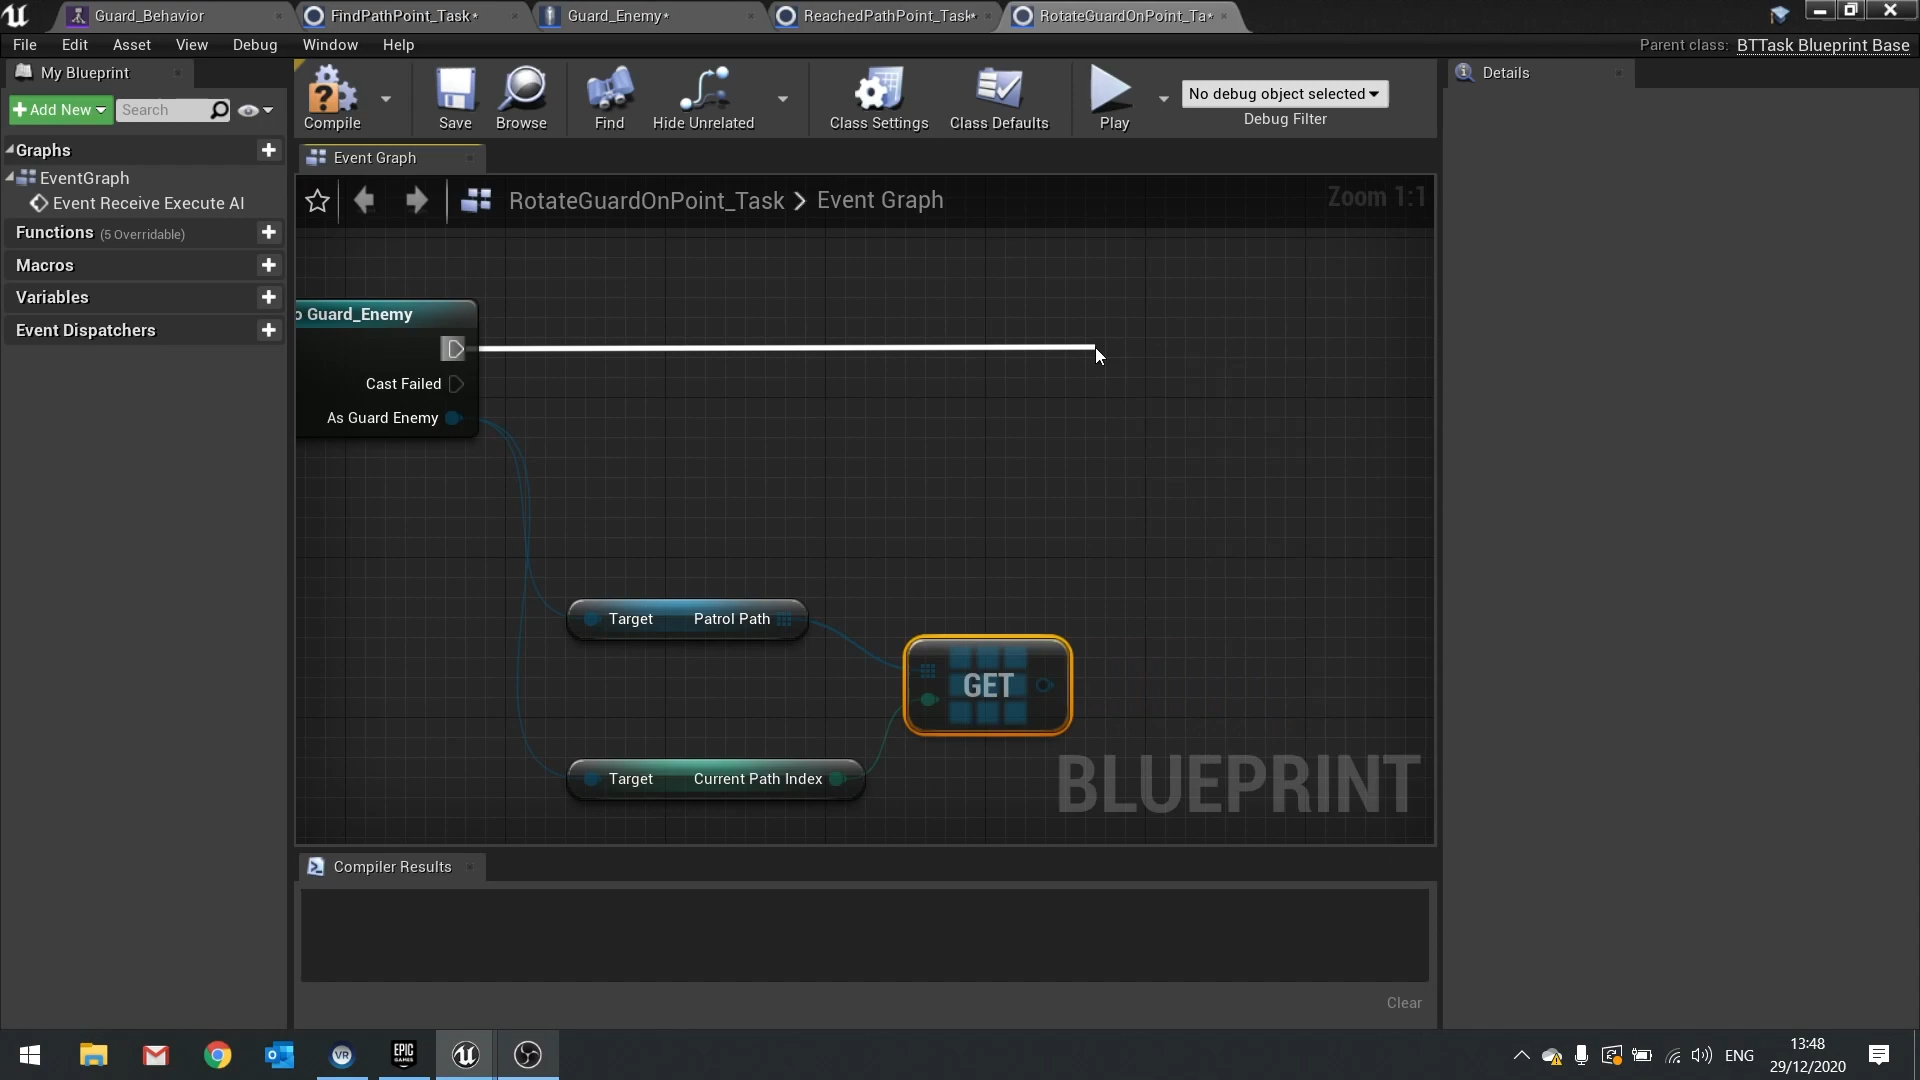 Guard_Behavior
FindPathPoint_Task*
Guard_Enemy*
ReachedPathPoint_Task*
RotateGuardOnPoint_Ta*
File Edit Asset View Debug Window Help
Parent class: BTTask Blueprint Base
My Blueprint
Details
Add New
Search
Compile
Save
Browse
Find
Hide Unrelated
Class Settings
Class Defaults
Play
No debug object selected
Debug Filter
Graphs
EventGraph
Event Receive Execute AI
Functions (5 Overridable)
Macros
Variables
Event Dispatchers
Event Graph
RotateGuardOnPoint_Task > Event Graph
Zoom 1:1
o Guard_Enemy
Cast Failed
As Guard Enemy
Target Patrol Path
GET
Target Current Path Index
BLUEPRINT
Compiler Results
Clear
VR
EPIC
GAMES
ENG
13:48
29/12/2020